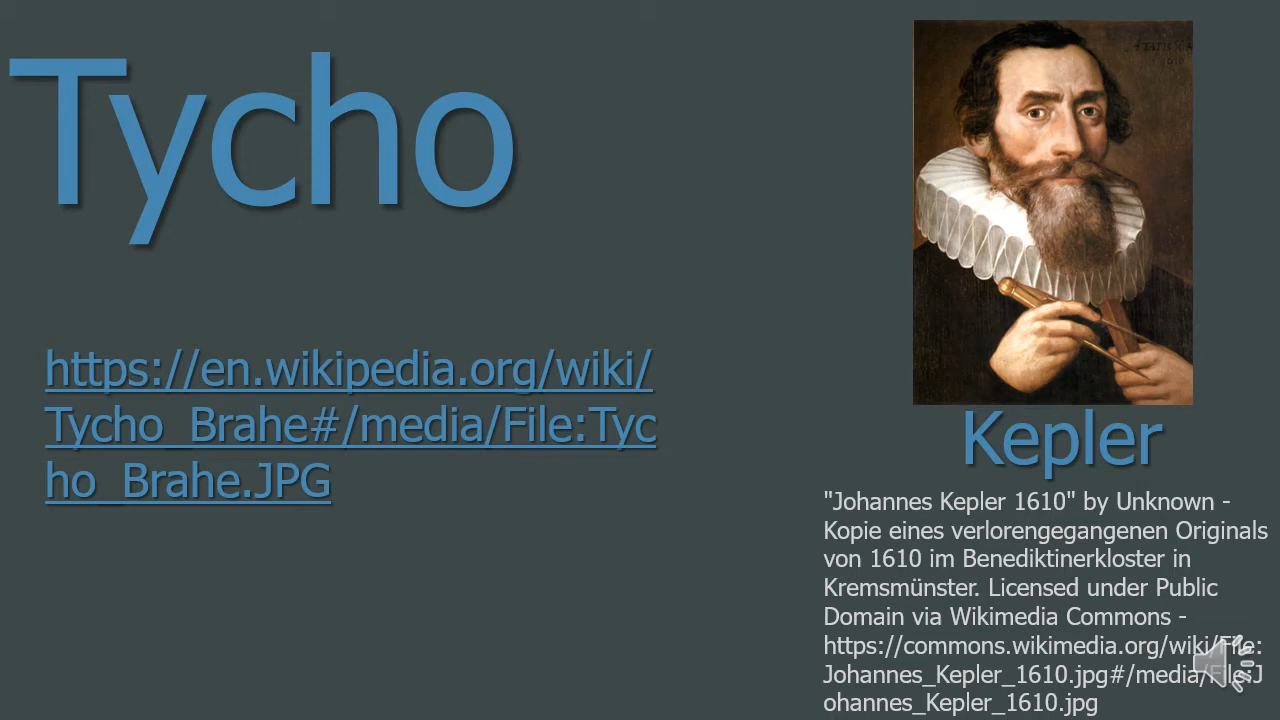 Tycho
https://en.wikipedia.org/wiki/
Tycho_Brahe#/media/File:Tyc
ho_Brahe.JPG
Kepler
"Johannes Kepler 1610" by Unknown -
Kopie eines verlorengegangenen Originals
von 1610 im Benediktinerkloster in
Kremsmünster. Licensed under Public
Domain via Wikimedia Commons -
https://commons.wikimedia.org/wiki/File:
Johannes_Kepler_1610.jpg#/media/File:J
ohannes_Kepler_1610.jpg